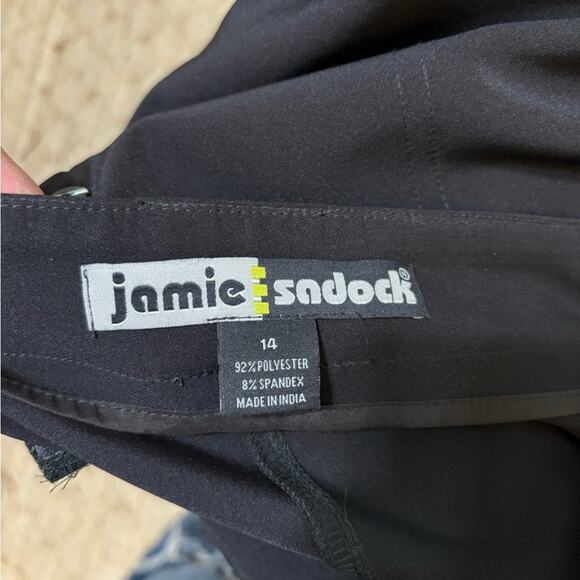 jamie sadock®
14
92% POLYESTER
8% SPANDEX
MADE IN INDIA